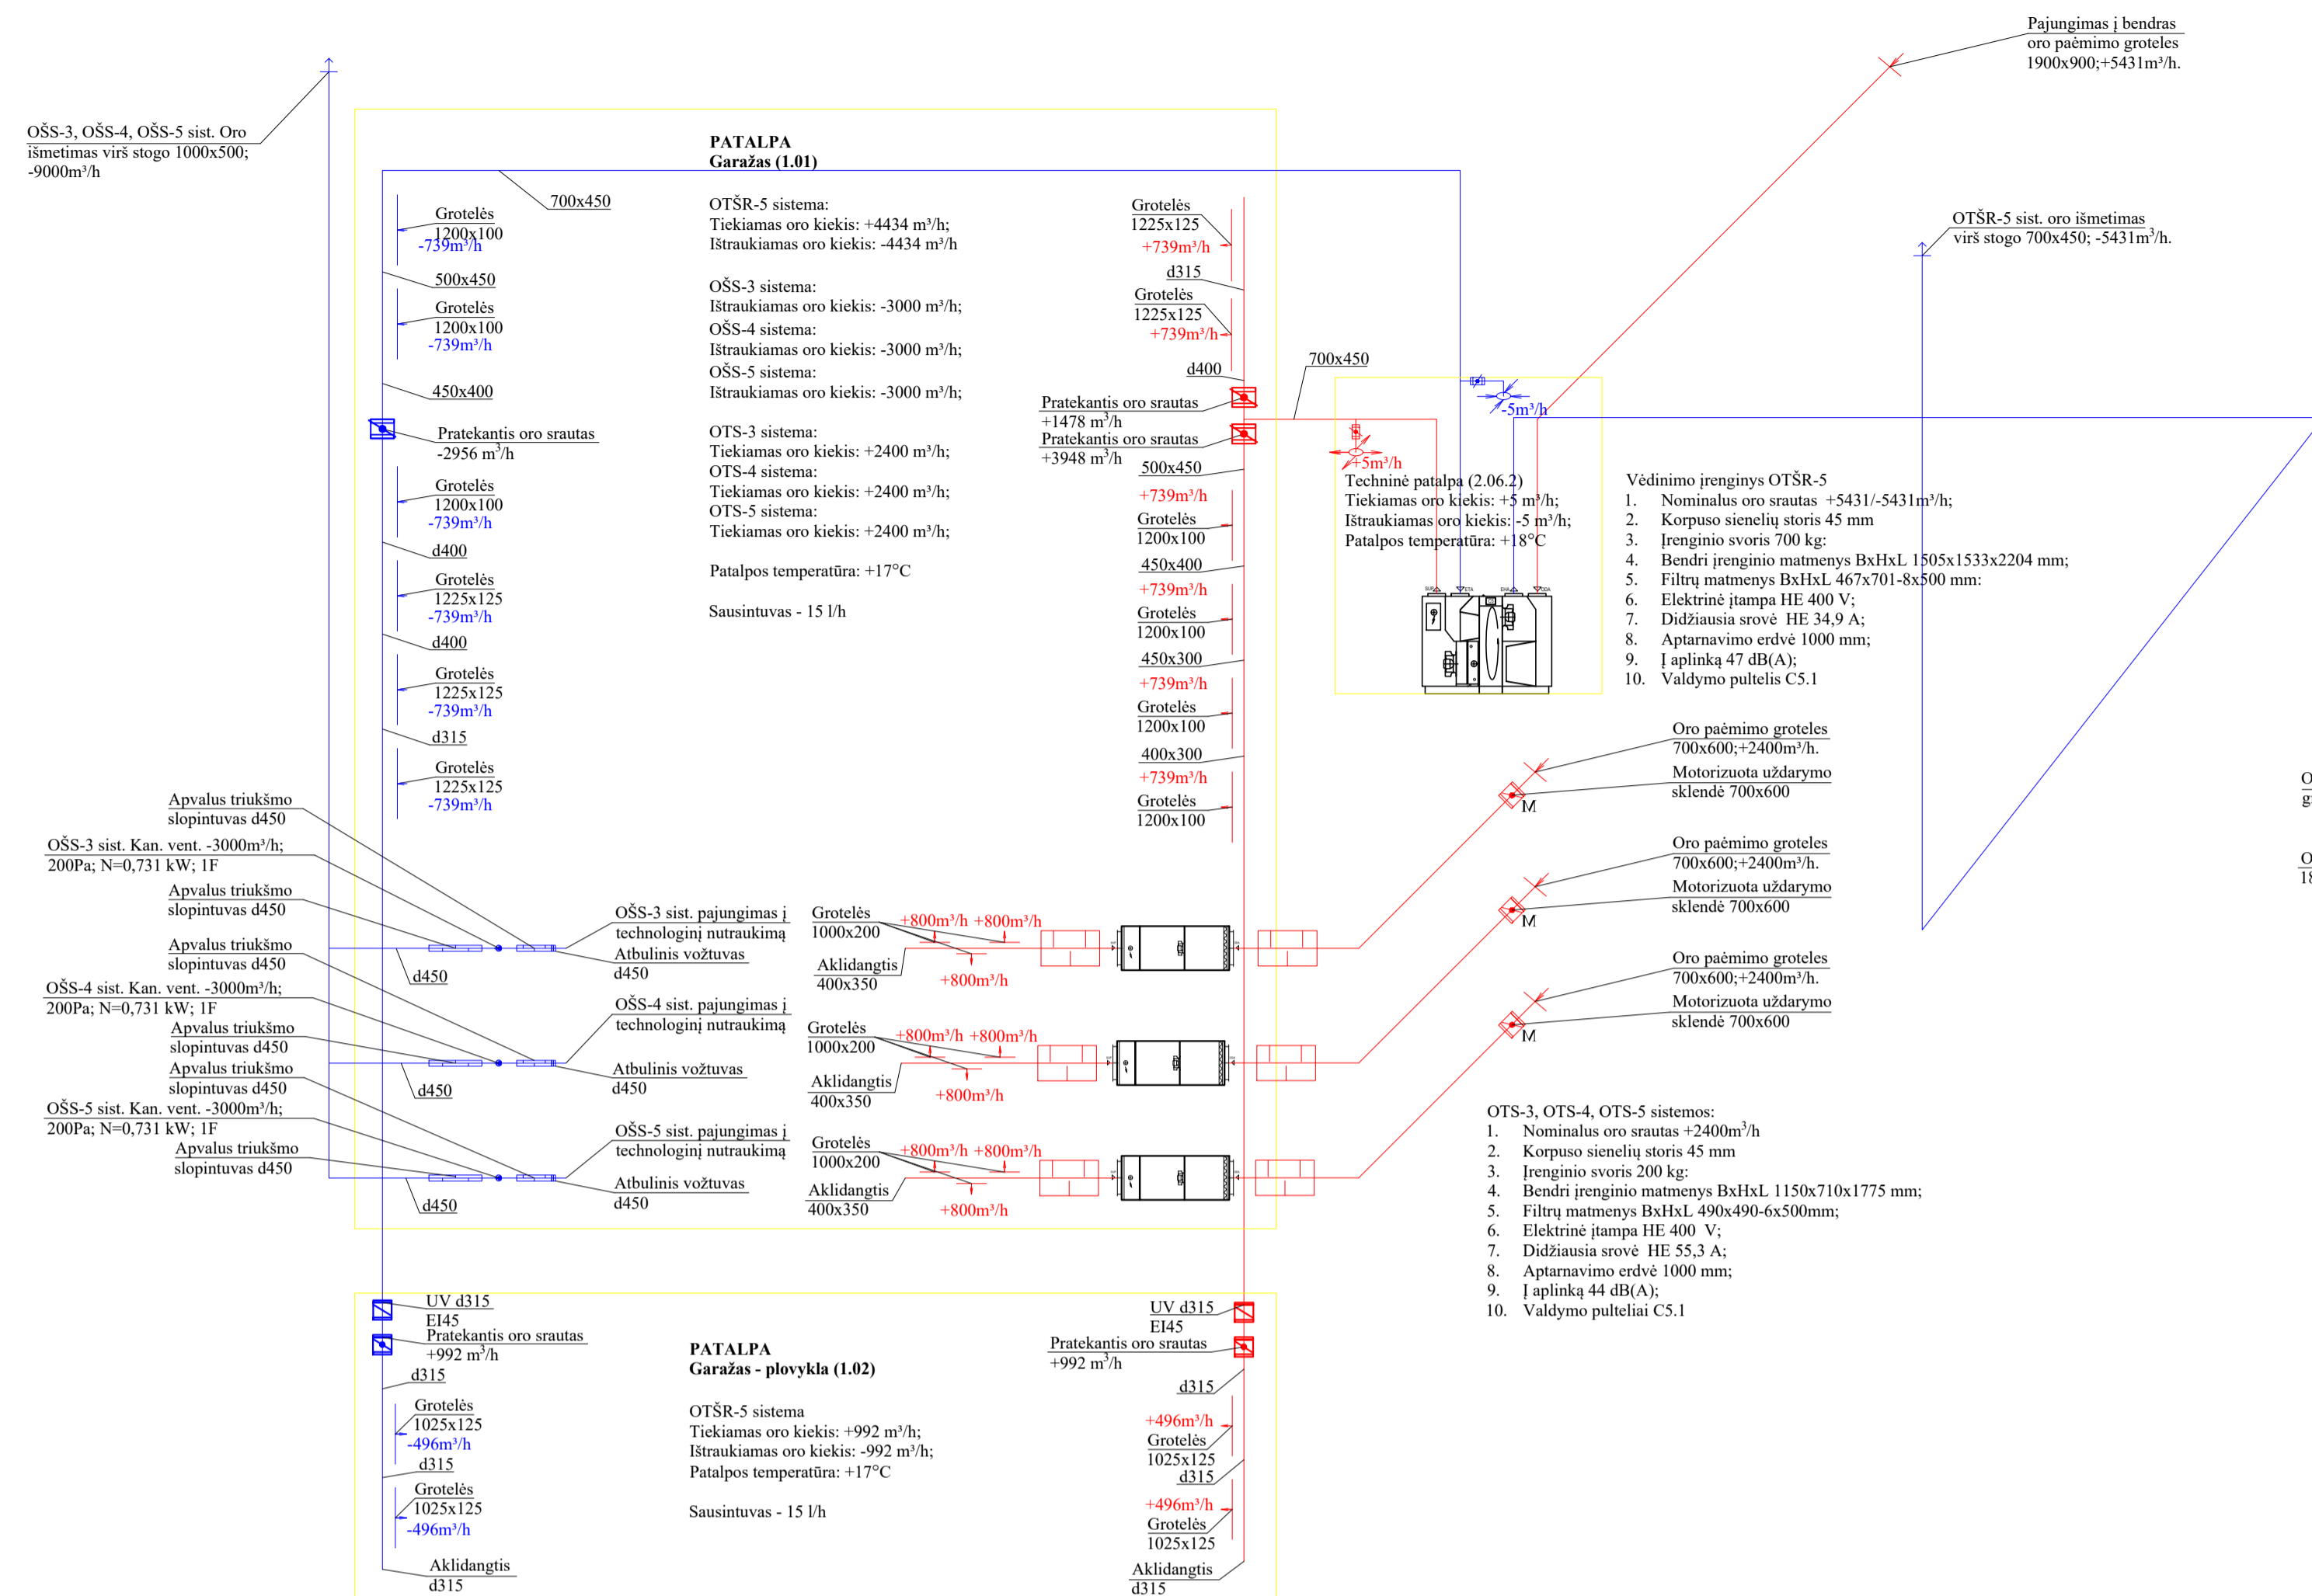 Pajungimas į bendras
oro paėmimo groteles
1900x900;+5431m³/h.
OŠS-3, OŠS-4, OŠS-5 sist. Oro
išmetimas virš stogo 1000x500;
-9000m³/h
OTŠR-5 sist. oro išmetimas
virš stogo 700x450; -5431m³/h.
PATALPA
Garažas (1.01)
700x450
OTŠR-5 sistema:
Tiekiamas oro kiekis: +4434 m³/h;
Ištraukiamas oro kiekis: -4434 m³/h
OŠS-3 sistema:
Ištraukiamas oro kiekis: -3000 m³/h;
OŠS-4 sistema:
Ištraukiamas oro kiekis: -3000 m³/h;
OŠS-5 sistema:
Ištraukiamas oro kiekis: -3000 m³/h;
OTS-3 sistema:
Tiekiamas oro kiekis: +2400 m³/h;
OTS-4 sistema:
Tiekiamas oro kiekis: +2400 m³/h;
OTS-5 sistema:
Tiekiamas oro kiekis: +2400 m³/h;
Patalpos temperatūra: +17°C
Sausintuvas - 15 l/h
Grotelės
1200x100
-739m³/h
500x450
Grotelės
1200x100
-739m³/h
450x400
Pratekantis oro srautas
-2956 m³/h
Grotelės
1200x100
-739m³/h
d400
Grotelės
1225x125
-739m³/h
d400
Grotelės
1225x125
-739m³/h
d315
Grotelės
1225x125
-739m³/h
Grotelės
1225x125
+739m³/h
d315
Grotelės
1225x125
+739m³/h
d400
700x450
Pratekantis oro srautas
+1478 m³/h
Pratekantis oro srautas
+3948 m³/h
500x450
+739m³/h
Grotelės
1200x100
450x400
+739m³/h
Grotelės
1200x100
450x300
+739m³/h
Grotelės
1200x100
400x300
+739m³/h
Grotelės
1200x100
-5m³/h
+5m³/h
Techninė patalpa (2.06.2)
Tiekiamas oro kiekis: +5 m³/h;
Ištraukiamas oro kiekis: -5 m³/h;
Patalpos temperatūra: +18°C
Vėdinimo įrenginys OTŠR-5
1. Nominalus oro srautas +5431/-5431m³/h;
2. Korpuso sienelių storis 45 mm
3. Įrenginio svoris 700 kg:
4. Bendri įrenginio matmenys BxHxL 1505x1533x2204 mm;
5. Filtrų matmenys BxHxL 467x701-8x500 mm:
6. Elektrinė įtampa HE 400 V;
7. Didžiausia srovė HE 34,9 A;
8. Aptarnavimo erdvė 1000 mm;
9. Į aplinką 47 dB(A);
10. Valdymo pultelis C5.1
Oro paėmimo groteles
700x600;+2400m³/h.
Motorizuota uždarymo
sklendė 700x600
M
Oro paėmimo groteles
700x600;+2400m³/h.
Motorizuota uždarymo
sklendė 700x600
M
Oro paėmimo groteles
700x600;+2400m³/h.
Motorizuota uždarymo
sklendė 700x600
M
Apvalus triukšmo
slopintuvas d450
OŠS-3 sist. Kan. vent. -3000m³/h;
200Pa; N=0,731 kW; 1F
Apvalus triukšmo
slopintuvas d450
Apvalus triukšmo
slopintuvas d450
OŠS-4 sist. Kan. vent. -3000m³/h;
200Pa; N=0,731 kW; 1F
Apvalus triukšmo
slopintuvas d450
Apvalus triukšmo
slopintuvas d450
OŠS-5 sist. Kan. vent. -3000m³/h;
200Pa; N=0,731 kW; 1F
Apvalus triukšmo
slopintuvas d450
d450
d450
d450
OŠS-3 sist. pajungimas į
technologinį nutraukimą
Atbulinis vožtuvas
d450
OŠS-4 sist. pajungimas į
technologinį nutraukimą
Atbulinis vožtuvas
d450
OŠS-5 sist. pajungimas į
technologinį nutraukimą
Atbulinis vožtuvas
d450
Grotelės
1000x200
+800m³/h +800m³/h
Aklidangtis
400x350
+800m³/h
Grotelės
1000x200
+800m³/h +800m³/h
Aklidangtis
400x350
+800m³/h
Grotelės
1000x200
+800m³/h +800m³/h
Aklidangtis
400x350
+800m³/h
OTS-3, OTS-4, OTS-5 sistemos:
1. Nominalus oro srautas +2400m³/h
2. Korpuso sienelių storis 45 mm
3. Įrenginio svoris 200 kg:
4. Bendri įrenginio matmenys BxHxL 1150x710x1775 mm;
5. Filtrų matmenys BxHxL 490x490-6x500mm;
6. Elektrinė įtampa HE 400 V;
7. Didžiausia srovė HE 55,3 A;
8. Aptarnavimo erdvė 1000 mm;
9. Į aplinką 44 dB(A);
10. Valdymo pulteliai C5.1
UV d315
EI45
Pratekantis oro srautas
+992 m³/h
d315
Grotelės
1025x125
-496m³/h
d315
Grotelės
1025x125
-496m³/h
Aklidangtis
d315
PATALPA
Garažas - plovykla (1.02)
OTŠR-5 sistema
Tiekiamas oro kiekis: +992 m³/h;
Ištraukiamas oro kiekis: -992 m³/h;
Patalpos temperatūra: +17°C
Sausintuvas - 15 l/h
UV d315
EI45
Pratekantis oro srautas
+992 m³/h
d315
+496m³/h
Grotelės
1025x125
d315
+496m³/h
Grotelės
1025x125
Aklidangtis
d315